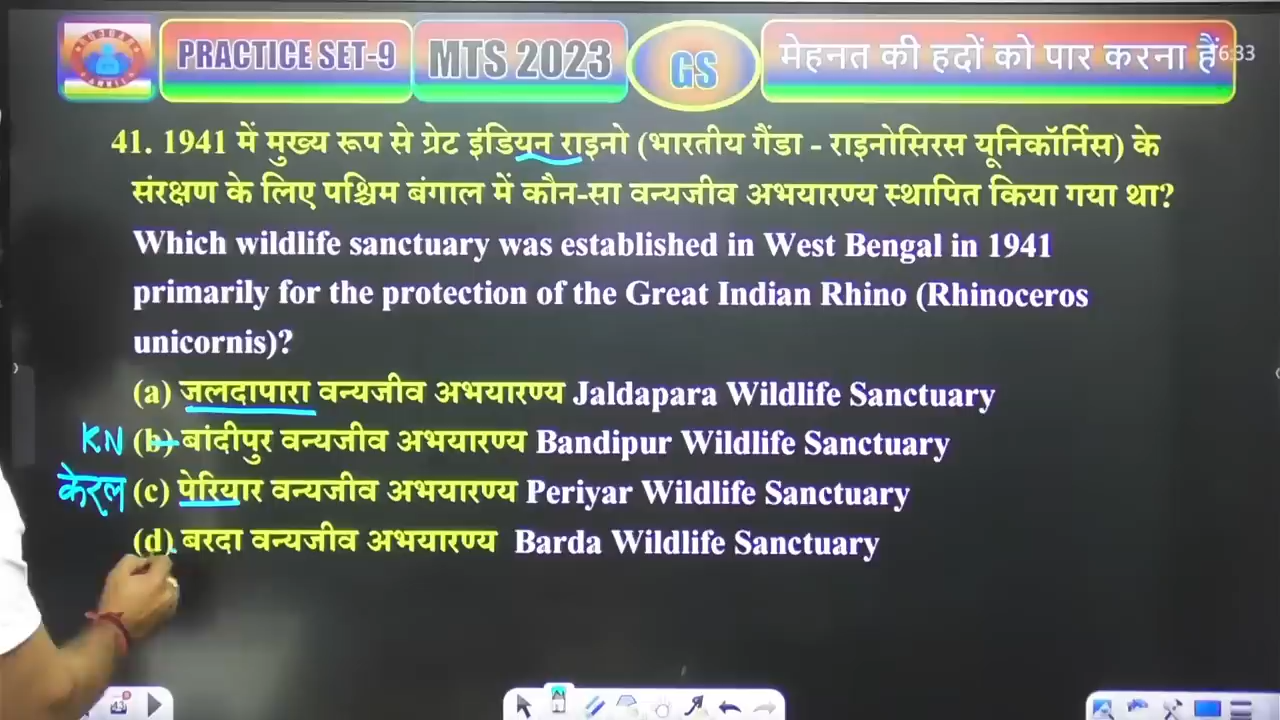 PRACTICE SET-9 MTS 2023 GS मेहनत की हदों को पार करना हैं
41. 1941 में मुख्य रूप से ग्रेट इंडियन राइनो (भारतीय गैंडा - राइनोसिरस यूनिकॉर्निस) के
संरक्षण के लिए पश्चिम बंगाल में कौन-सा वन्यजीव अभयारण्य स्थापित किया गया था?
Which wildlife sanctuary was established in West Bengal in 1941
primarily for the protection of the Great Indian Rhino (Rhinoceros
unicornis)?
(a) जलदापारा वन्यजीव अभयारण्य Jaldapara Wildlife Sanctuary
KN (b) बांदीपुर वन्यजीव अभयारण्य Bandipur Wildlife Sanctuary
केरल (c) पेरियार वन्यजीव अभयारण्य Periyar Wildlife Sanctuary
(d) बरदा वन्यजीव अभयारण्य Barda Wildlife Sanctuary